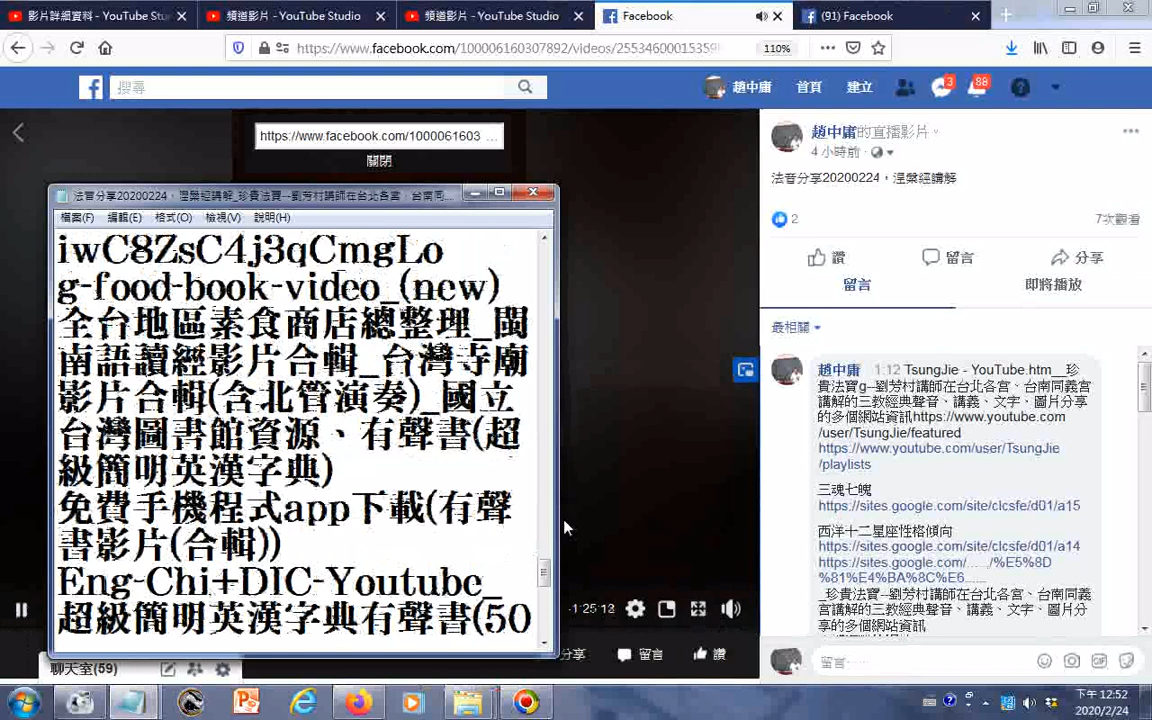 影片詳細資料 - YouTube Stu
頻道影片 - YouTube Studio
頻道影片 - YouTube Studio
Facebook
(91) Facebook
https://www.facebook.com/100006160307892/videos/25534600015359
110%
搜尋
趙中庸
首頁
建立
3
88
https://www.facebook.com/1000061603 ...
關閉
法音分享20200224，涅槃經講解_珍貴法寶--劉芳村講師在台北各宮、台南同...
檔案(F) 編輯(E) 格式(O) 檢視(V) 說明(H)
iwC8ZsC4j3qCmgLo
g-food-book-video_(new)
全台地區素食商店總整理_閩
南語讀經影片合輯_台灣寺廟
影片合輯(含北管演奏)_國立
台灣圖書館資源、有聲書(超
級簡明英漢字典)
免費手機程式app下載(有聲
書影片(合輯))
Eng-Chi+DIC-Youtube_
超級簡明英漢字典有聲書(50
-1:25:12
分享
留言
讚
聊天室(59)
趙中庸的直播影片。
4 小時前
法音分享20200224，涅槃經講解
2
7次觀看
讚
留言
分享
留言
即將播放
最相關
趙中庸 1:12 TsungJie - YouTube.htm__珍
貴法寶g--劉芳村講師在台北各宮、台南同義宮
講解的三教經典聲音、講義、文字、圖片分享
的多個網站資訊https://www.youtube.com
/user/TsungJie/featured
https://www.youtube.com/user/TsungJie
/playlists
三魂七魄
https://sites.google.com/site/clcsfe/d01/a15
西洋十二星座性格傾向
https://sites.google.com/site/clcsfe/d01/a14
https://sites.google.com/...../%E5%8D
%81%E4%BA%8C%E6......
_珍貴法寶--劉芳村講師在台北各宮、台南同義
宮講解的三教經典聲音、講義、文字、圖片分
享的多個網站資訊
留言......
下午 12:52
2020/2/24